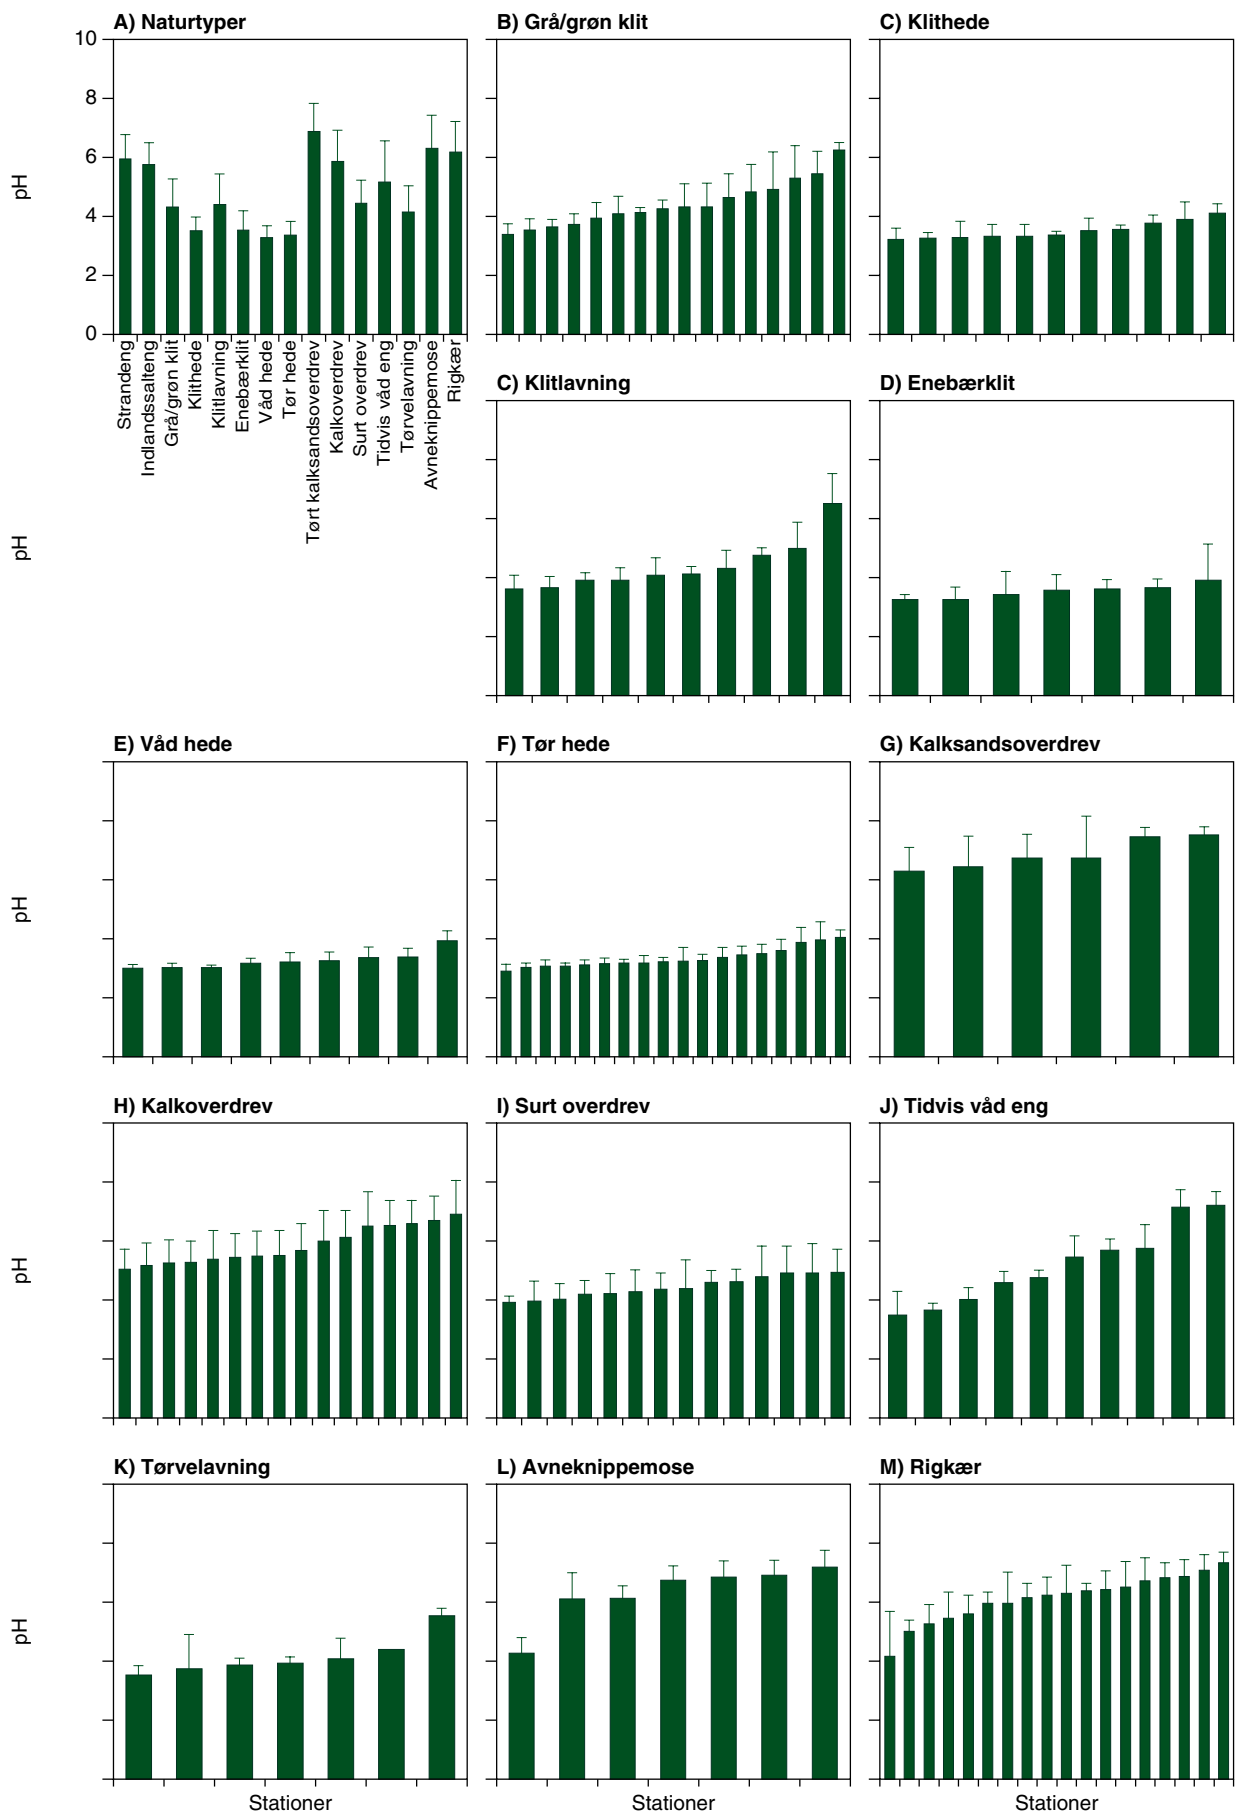 A) Naturtyper
B) Grå/grøn klit
C) Klithede
10
8
6
4
2
0
pH
Strandeng
Indlandssalteng
Grå/grøn klit
Klithede
Klitlavning
Enebærklit
Våd hede
Tør hede
Tørt kalksandsoverdrev
Kalkoverdrev
Surt overdrev
Tidvis våd eng
Tørvelavning
Avneknippemose
Rigkær
C) Klitlavning
D) Enebærklit
pH
E) Våd hede
F) Tør hede
G) Kalksandsoverdrev
pH
H) Kalkoverdrev
I) Surt overdrev
J) Tidvis våd eng
pH
K) Tørvelavning
L) Avneknippemose
M) Rigkær
pH
Stationer
Stationer
Stationer